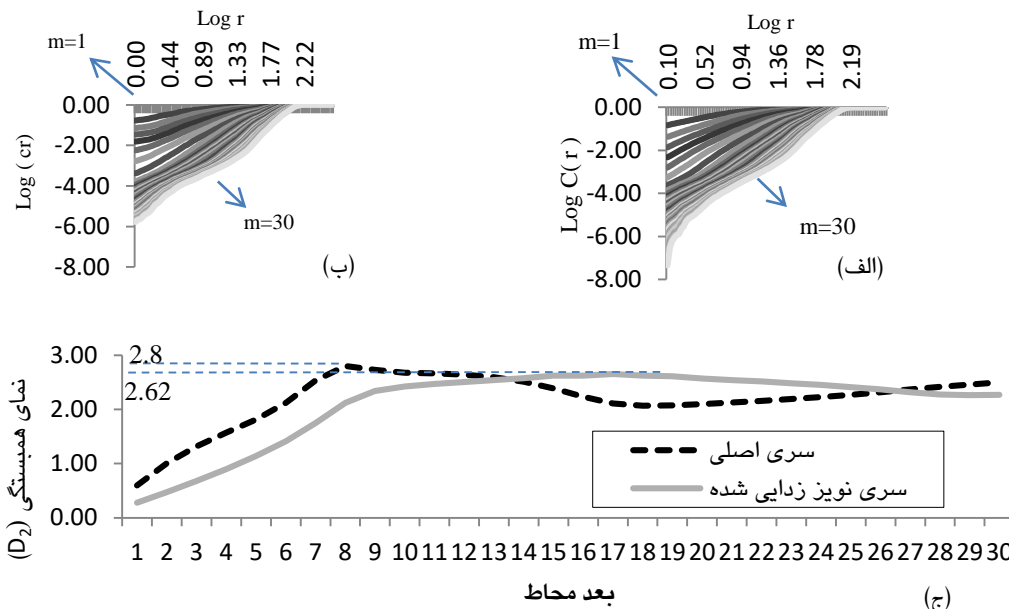 Log r
m=1
0.00 0.44 0.89 1.33 1.77 2.22
0.00
-2.00
-4.00
-6.00
-8.00
Log ( cr)
m=30
(ب)
Log r
m=1
0.10 0.52 0.94 1.36 1.78 2.19
0.00
-2.00
-4.00
-6.00
-8.00
Log C( r )
m=30
(الف)
3.00
2.00
1.00
0.00
2.8
2.62
نمای همبستگی (D₂)
سری اصلی
سری نویز زدایی شده
1 2 3 4 5 6 7 8 9 10 11 12 13 14 15 16 17 18 19 20 21 22 23 24 25 26 27 28 29 30
بعد محاط
(ج)